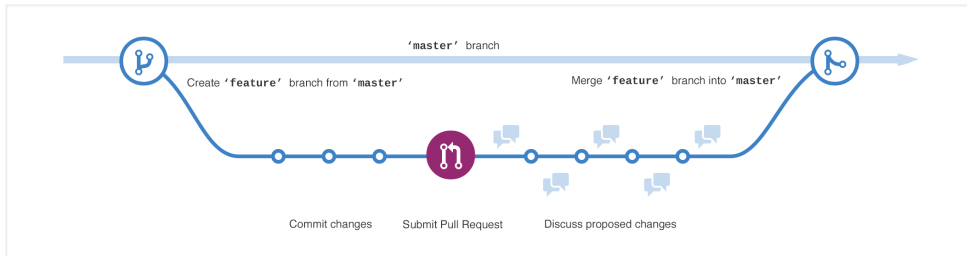 ‘master’ branch
Create ‘feature’ branch from ‘master’
Merge ‘feature’ branch into ‘master’
Commit changes
Submit Pull Request
Discuss proposed changes